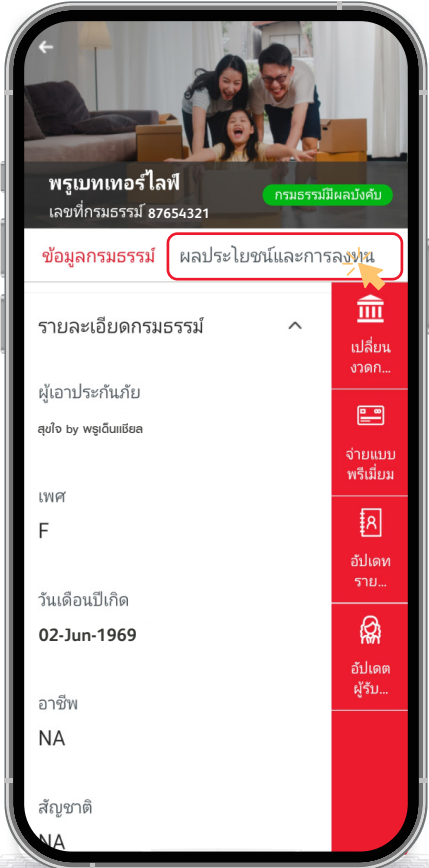 พรูเบทเทอร์ไลฟ์
กรมธรรม์มีผลบังคับ
เลขที่กรมธรรม์ 87654321
ข้อมูลกรมธรรม์
ผลประโยชน์และการลงทุน
รายละเอียดกรมธรรม์
ผู้เอาประกันภัย
สุขใจ by พรูเด็นเชียล
เพศ
F
วันเดือนปีเกิด
02-Jun-1969
อาชีพ
NA
สัญชาติ
NA
เปลี่ยน
งวดก...
จ่ายแบบ
พรีเมี่ยม
อัปเดท
ราย...
อัปเดต
ผู้รับ...